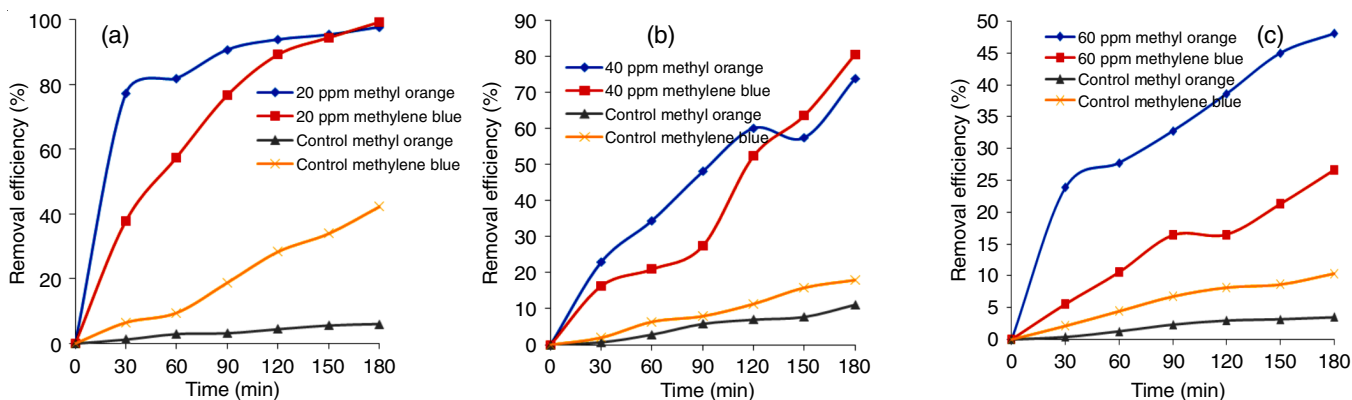 (a)
Removal efficiency (%)
100
80
60
40
20
0
20 ppm methyl orange
20 ppm methylene blue
Control methyl orange
Control methylene blue
0 30 60 90 120 150 180
Time (min)
(b)
Removal efficiency (%)
90
80
70
60
50
40
30
20
10
0
40 ppm methyl orange
40 ppm methylene blue
Control methyl orange
Control methylene blue
0 30 60 90 120 150 180
Time (min)
(c)
Removal efficiency (%)
50
45
40
35
30
25
20
15
10
5
0
60 ppm methyl orange
60 ppm methylene blue
Control methyl orange
Control methylene blue
0 30 60 90 120 150 180
Time (min)